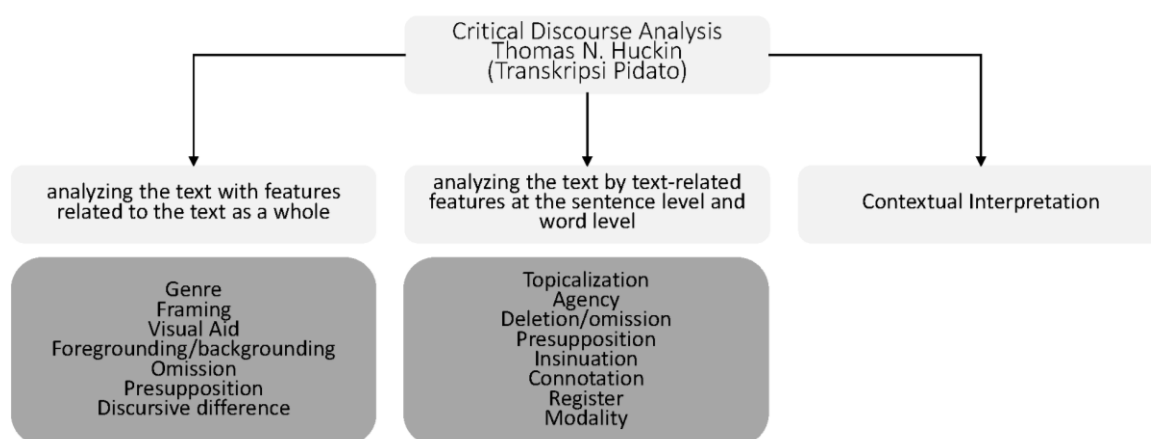 Critical Discourse Analysis
Thomas N. Huckin
(Transkripsi Pidato)
analyzing the text with features
related to the text as a whole
analyzing the text by text-related
features at the sentence level and
word level
Contextual Interpretation
Genre
Framing
Visual Aid
Foregrounding/backgrounding
Omission
Presupposition
Discursive difference
Topicalization
Agency
Deletion/omission
Presupposition
Insinuation
Connotation
Register
Modality